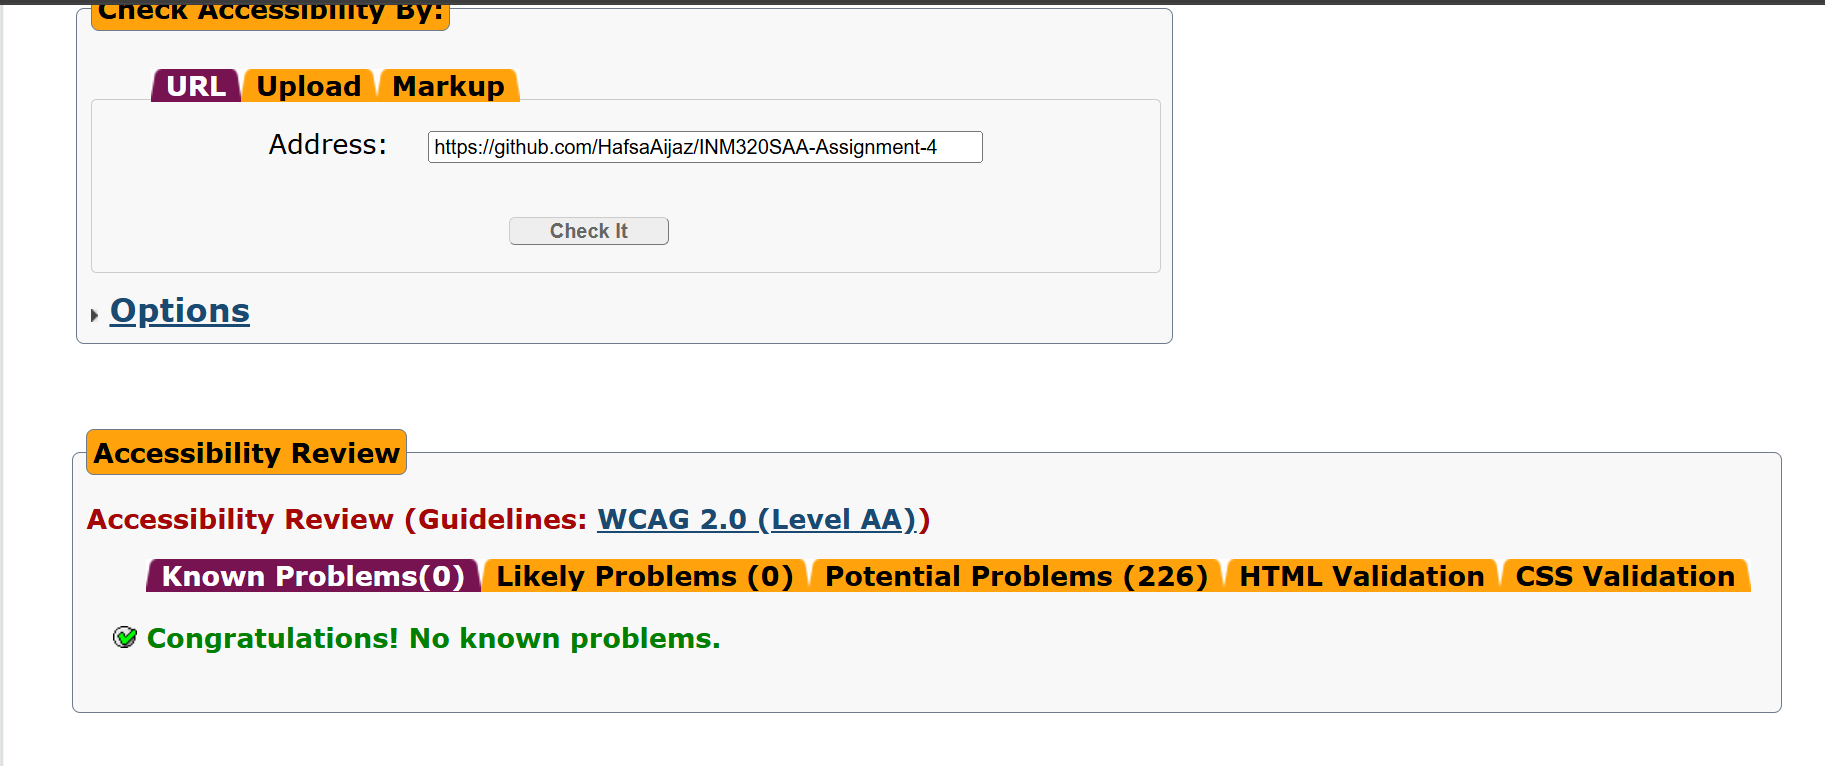 Check Accessibility By:
URL Upload Markup
Address: https://github.com/HafsaAijaz/INM320SAA-Assignment-4
Check It
Options
Accessibility Review
Accessibility Review (Guidelines: WCAG 2.0 (Level AA))
Known Problems(0) Likely Problems (0) Potential Problems (226) HTML Validation CSS Validation
Congratulations! No known problems.